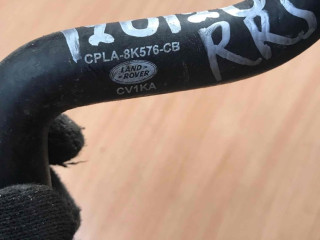 RRS
CPLA-8K576-CB
LAND
ROVER
CV1KA